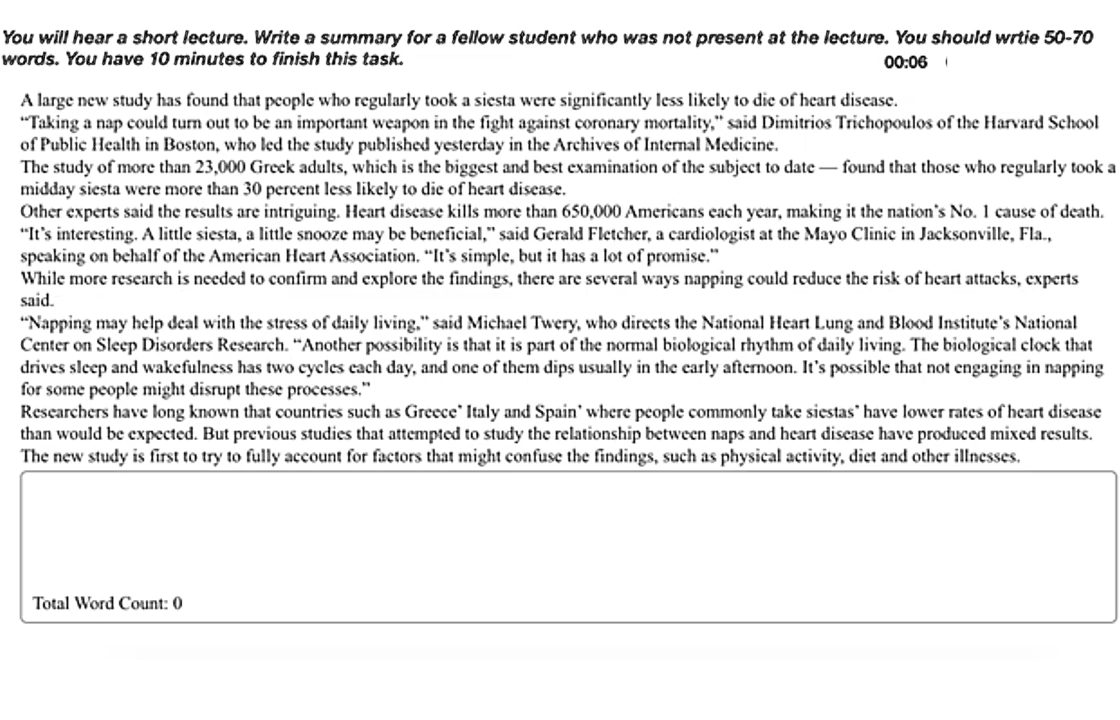 You will hear a short lecture. Write a summary for a fellow student who was not present at the lecture. You should wrtie 50-70
words. You have 10 minutes to finish this task.
00:06
A large new study has found that people who regularly took a siesta were significantly less likely to die of heart disease.
“Taking a nap could turn out to be an important weapon in the fight against coronary mortality,” said Dimitrios Trichopoulos of the Harvard School
of Public Health in Boston, who led the study published yesterday in the Archives of Internal Medicine.
The study of more than 23,000 Greek adults, which is the biggest and best examination of the subject to date — found that those who regularly took a
midday siesta were more than 30 percent less likely to die of heart disease.
Other experts said the results are intriguing. Heart disease kills more than 650,000 Americans each year, making it the nation’s No. 1 cause of death.
“It’s interesting. A little siesta, a little snooze may be beneficial,” said Gerald Fletcher, a cardiologist at the Mayo Clinic in Jacksonville, Fla.,
speaking on behalf of the American Heart Association. “It’s simple, but it has a lot of promise.”
While more research is needed to confirm and explore the findings, there are several ways napping could reduce the risk of heart attacks, experts
said.
“Napping may help deal with the stress of daily living,” said Michael Twery, who directs the National Heart Lung and Blood Institute’s National
Center on Sleep Disorders Research. “Another possibility is that it is part of the normal biological rhythm of daily living. The biological clock that
drives sleep and wakefulness has two cycles each day, and one of them dips usually in the early afternoon. It’s possible that not engaging in napping
for some people might disrupt these processes.”
Researchers have long known that countries such as Greece’ Italy and Spain’ where people commonly take siestas’ have lower rates of heart disease
than would be expected. But previous studies that attempted to study the relationship between naps and heart disease have produced mixed results.
The new study is first to try to fully account for factors that might confuse the findings, such as physical activity, diet and other illnesses.
Total Word Count: 0